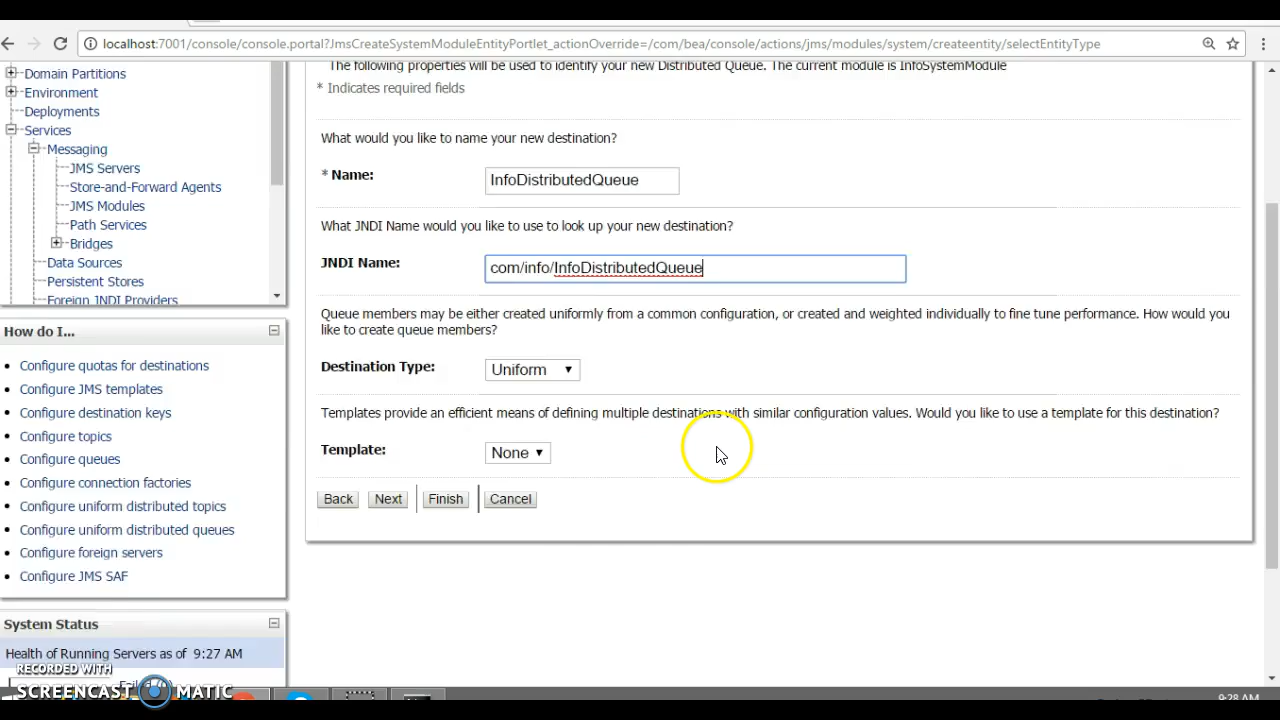 localhost:7001/console/console.portal?JmsCreateSystemModuleEntityPortlet_actionOverride=/com/bea/console/actions/jms/modules/system/createentity/selectEntityType
Domain Partitions
Environment
Deployments
Services
Messaging
JMS Servers
Store-and-Forward Agents
JMS Modules
Path Services
Bridges
Data Sources
Persistent Stores
Foreign JNDI Providers
How do I...
Configure quotas for destinations
Configure JMS templates
Configure destination keys
Configure topics
Configure queues
Configure connection factories
Configure uniform distributed topics
Configure uniform distributed queues
Configure foreign servers
Configure JMS SAF
System Status
Health of Running Servers as of 9:27 AM
The following properties will be used to identify your new Distributed Queue. The current module is InfoSystemModule
* Indicates required fields
What would you like to name your new destination?
* Name: InfoDistributedQueue
What JNDI Name would you like to use to look up your new destination?
JNDI Name: com/info/InfoDistributedQueue
Queue members may be either created uniformly from a common configuration, or created and weighted individually to fine tune performance. How would you
like to create queue members?
Destination Type: Uniform
Templates provide an efficient means of defining multiple destinations with similar configuration values. Would you like to use a template for this destination?
Template: None
Back Next Finish Cancel
RECORDED WITH
SCREENCAST MATIC
9:28 AM